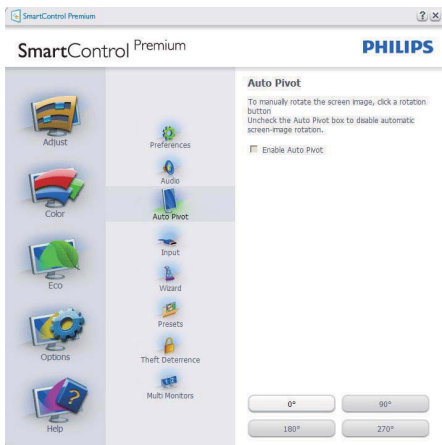 SmartControl Premium
SmartControl Premium
PHILIPS
Adjust
Color
Eco
Options
Help
Preferences
Audio
Auto Pivot
Input
Wizard
Presets
Theft Deterrence
Multi Monitors
Auto Pivot
To manually rotate the screen image, click a rotation
button
Uncheck the Auto Pivot box to disable automatic
screen-image rotation.
Enable Auto Pivot
0° 90°
180° 270°